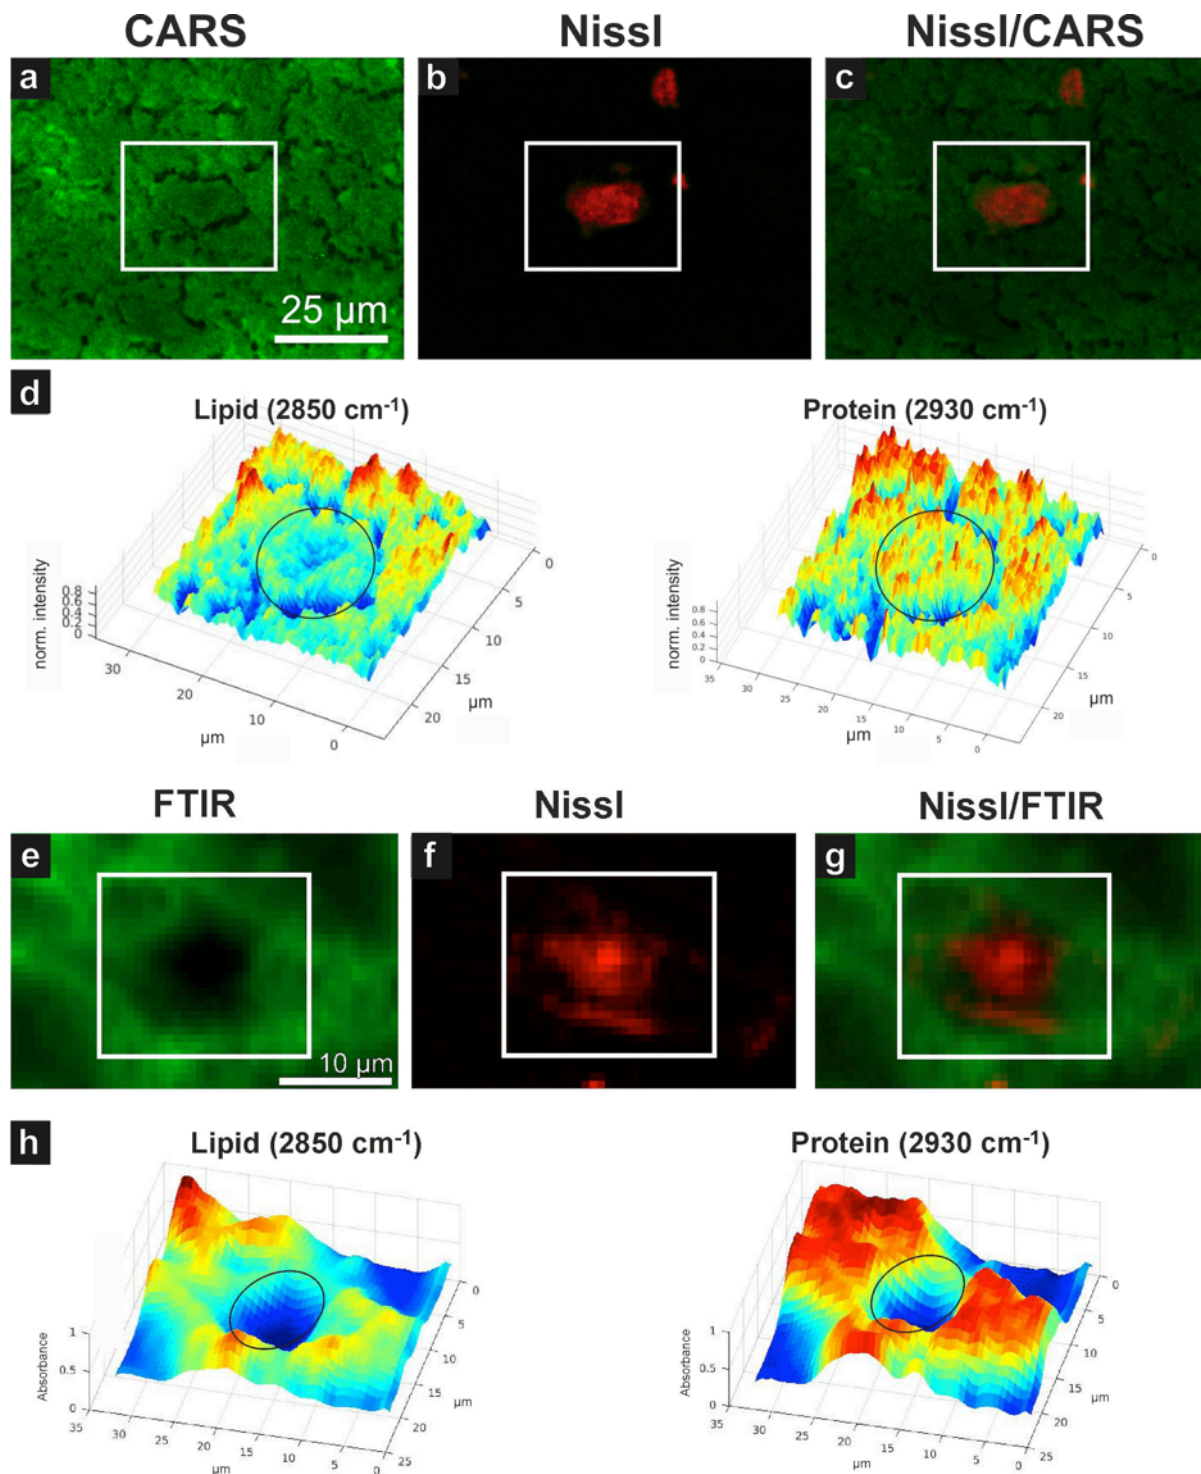 CARS Nissl Nissl/CARS
a b c
25 µm
d
Lipid (2850 cm⁻¹) Protein (2930 cm⁻¹)
norm. intensity 0.8 0.6 0.4 0.2 0
30 20 10 0
µm
0 5 10 15 20
µm
norm. intensity 0.8 0.6 0.4 0.2 0
35 30 25 20 15 10 5 0
µm
0 5 10 15 20
µm
FTIR Nissl Nissl/FTIR
e f g
10 µm
h
Lipid (2850 cm⁻¹) Protein (2930 cm⁻¹)
Absorbance 1 0.5 0
35 30 25 20 15 10 5 0
µm
0 5 10 15 20 25
µm
Absorbance 1 0.5 0
35 30 25 20 15 10 5 0
µm
0 5 10 15 20 25
µm